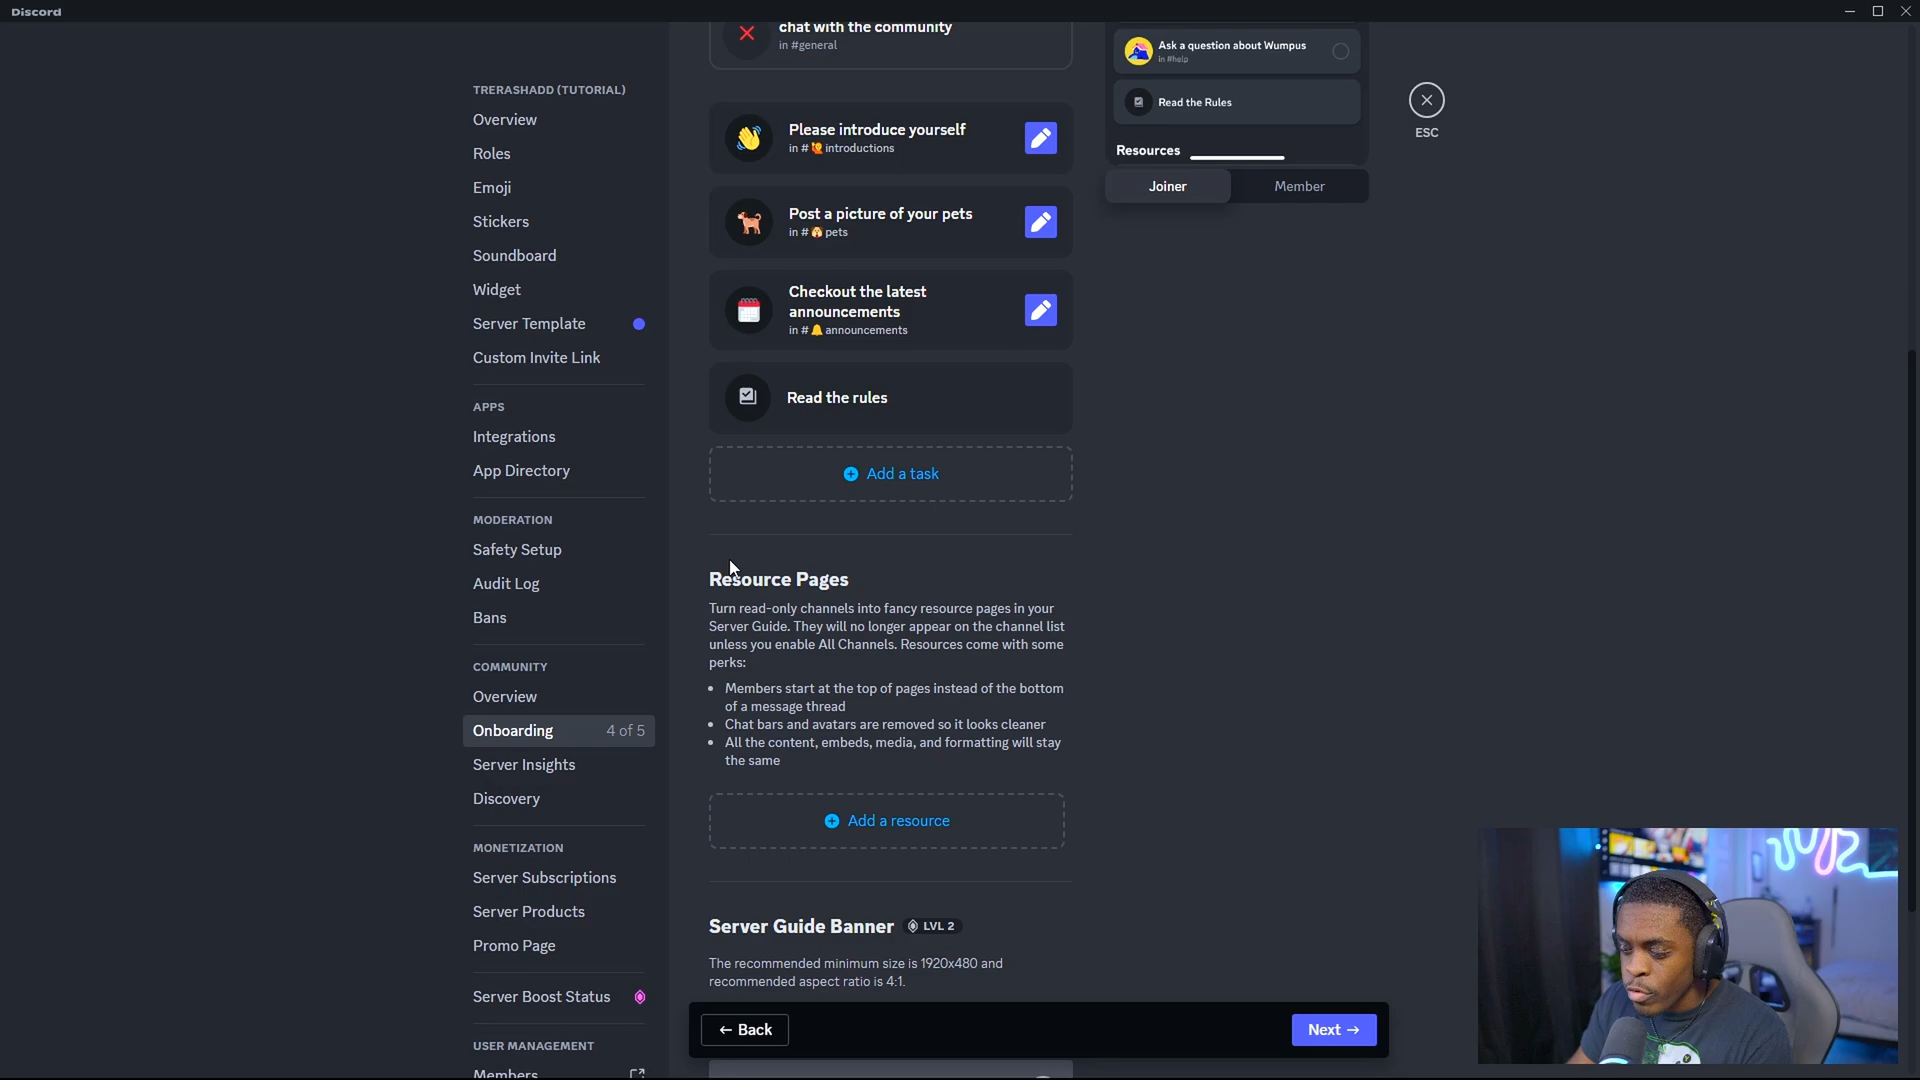 Discord
TRERASHADD (TUTORIAL)
Overview
Roles
Emoji
Stickers
Soundboard
Widget
Server Template
Custom Invite Link
APPS
Integrations
App Directory
MODERATION
Safety Setup
Audit Log
Bans
COMMUNITY
Overview
Onboarding 4 of 5
Server Insights
Discovery
MONETIZATION
Server Subscriptions
Server Products
Promo Page
Server Boost Status
USER MANAGEMENT
Members
chat with the community
in #general
Please introduce yourself
in # 🙋 introductions
Post a picture of your pets
in # 🐶 pets
Checkout the latest
announcements
in # 🔔 announcements
Read the rules
Add a task
Resource Pages
Turn read-only channels into fancy resource pages in your
Server Guide. They will no longer appear on the channel list
unless you enable All Channels. Resources come with some
perks:
• Members start at the top of pages instead of the bottom
of a message thread
• Chat bars and avatars are removed so it looks cleaner
• All the content, embeds, media, and formatting will stay
the same
Add a resource
Server Guide Banner LVL 2
The recommended minimum size is 1920x480 and
recommended aspect ratio is 4:1.
← Back
Next →
Ask a question about Wumpus
in #help
Read the Rules
Resources
Joiner Member
ESC